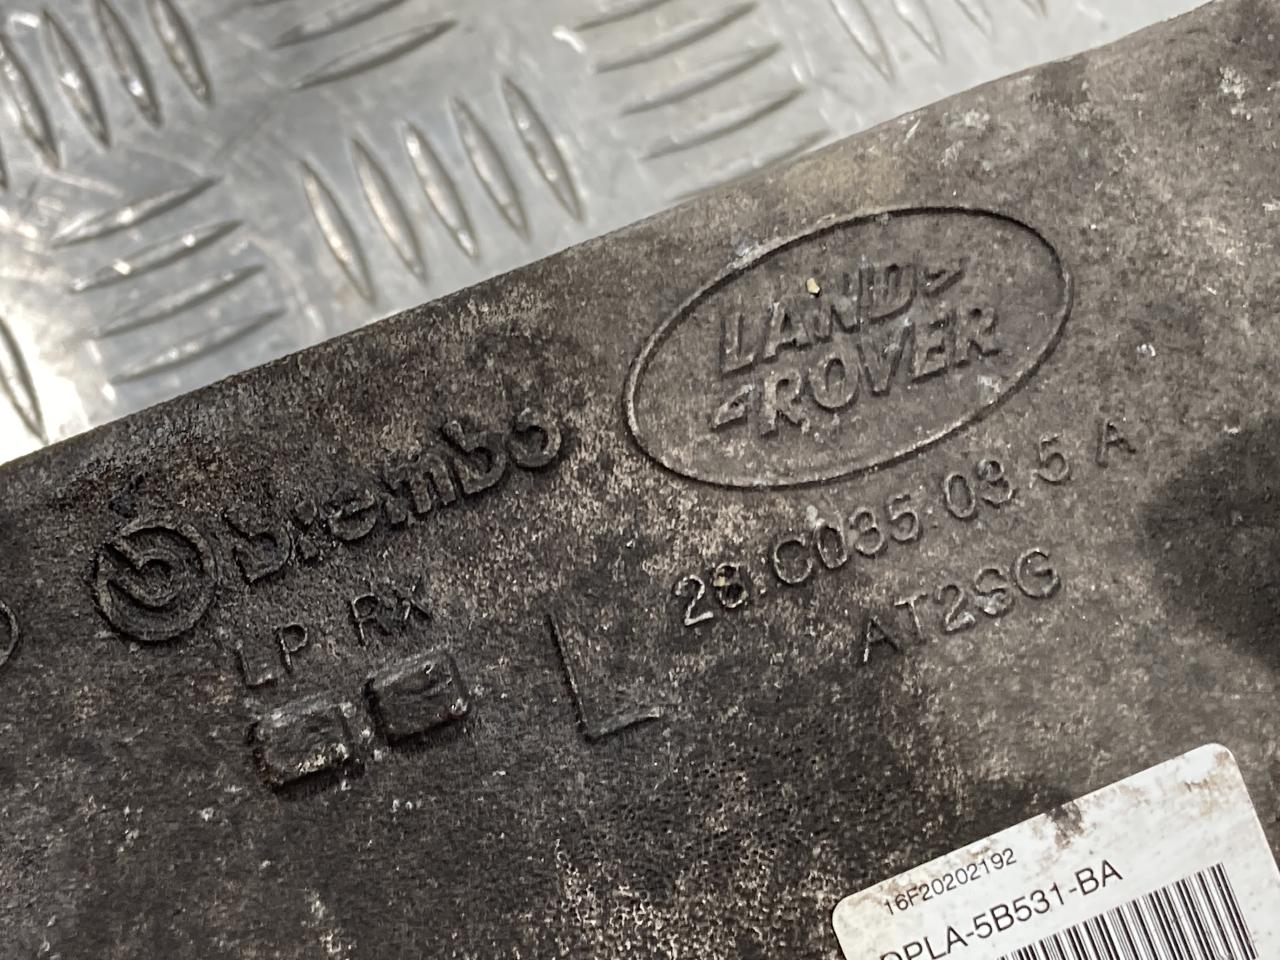 LAND
ROVER
brembo
28.C035.03.5 A
LP RX
L
AT2SG
16F20202192
DPLA-5B531-BA